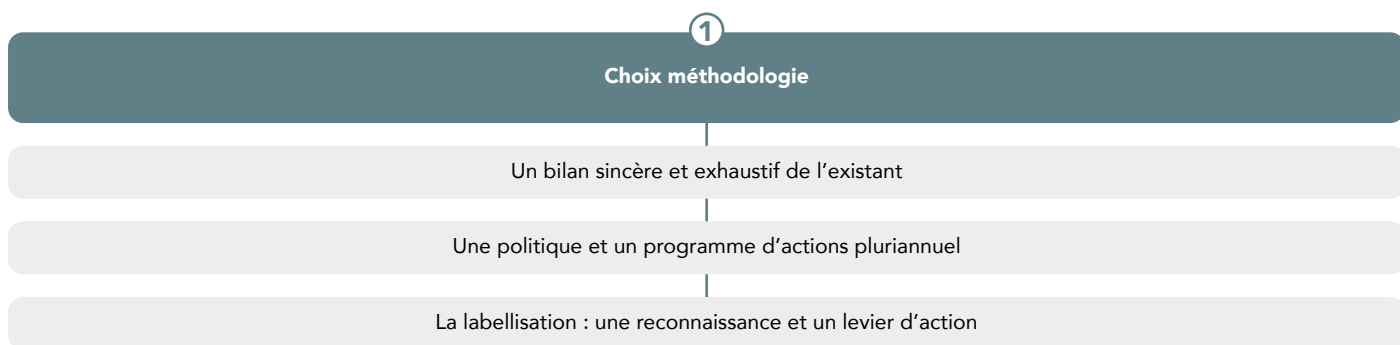 1
Choix méthodologie
Un bilan sincère et exhaustif de l’existant
Une politique et un programme d’actions pluriannuel
La labellisation : une reconnaissance et un levier d’action